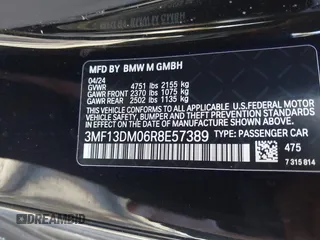 MFD BY BMW M GMBH
04/24
GVWR 4751 lbs 2155 kg
GAWR FRONT 2370 lbs 1075 kg
GAWR REAR 2502 lbs 1135 kg
THIS VEHICLE CONFORMS TO ALL APPLICABLE U.S.FEDERAL MOTOR
VEHICLE SAFETY, BUMPER, AND THEFT PREVENTION STANDARDS
IN EFFECT ON THE DATE OF MANUFACTURE SHOWN ABOVE.
3MF13DM06R8E57389 TYPE: PASSENGER CAR
475
7 315 814
DREAMBID